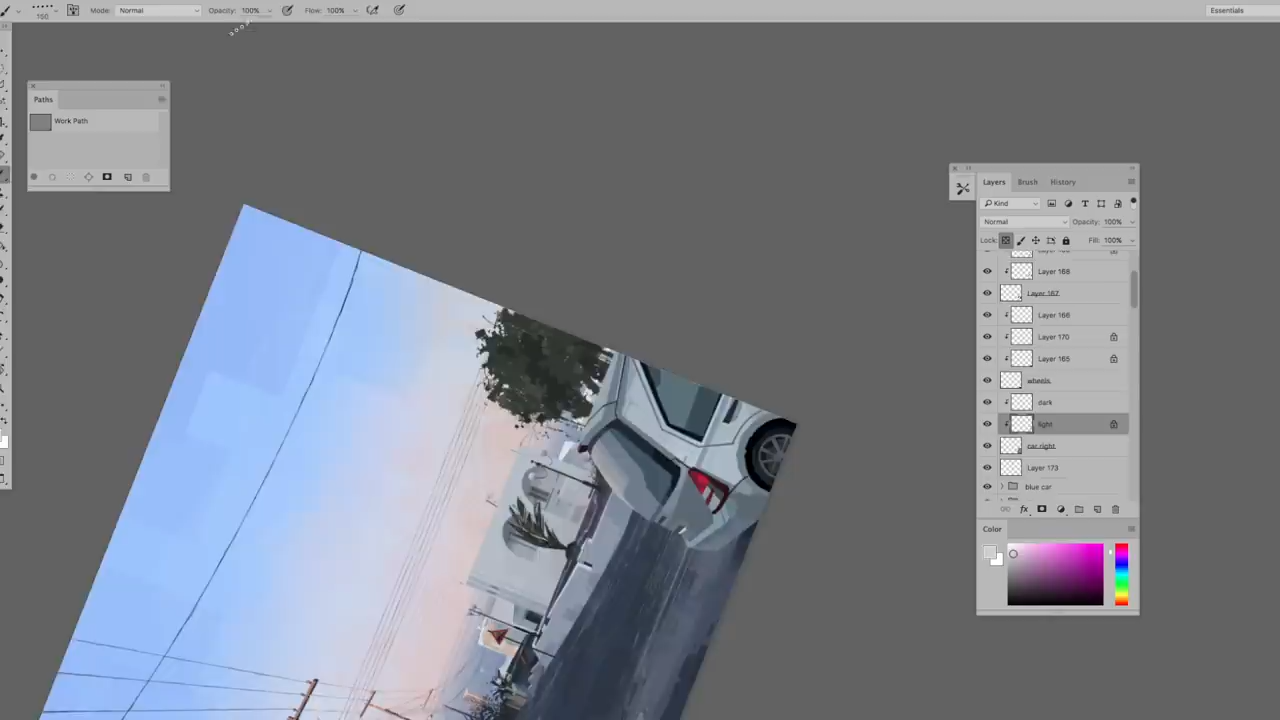 150
Mode: Normal
Opacity: 100%
Flow: 100%
Essentials
Paths
Work Path
Layers Brush History
Kind
Normal
Opacity: 100%
Lock:
Fill: 100%
Layer 168
Layer 167
Layer 166
Layer 170
Layer 165
wheels
dark
light
car right
Layer 173
blue car
fx
Color